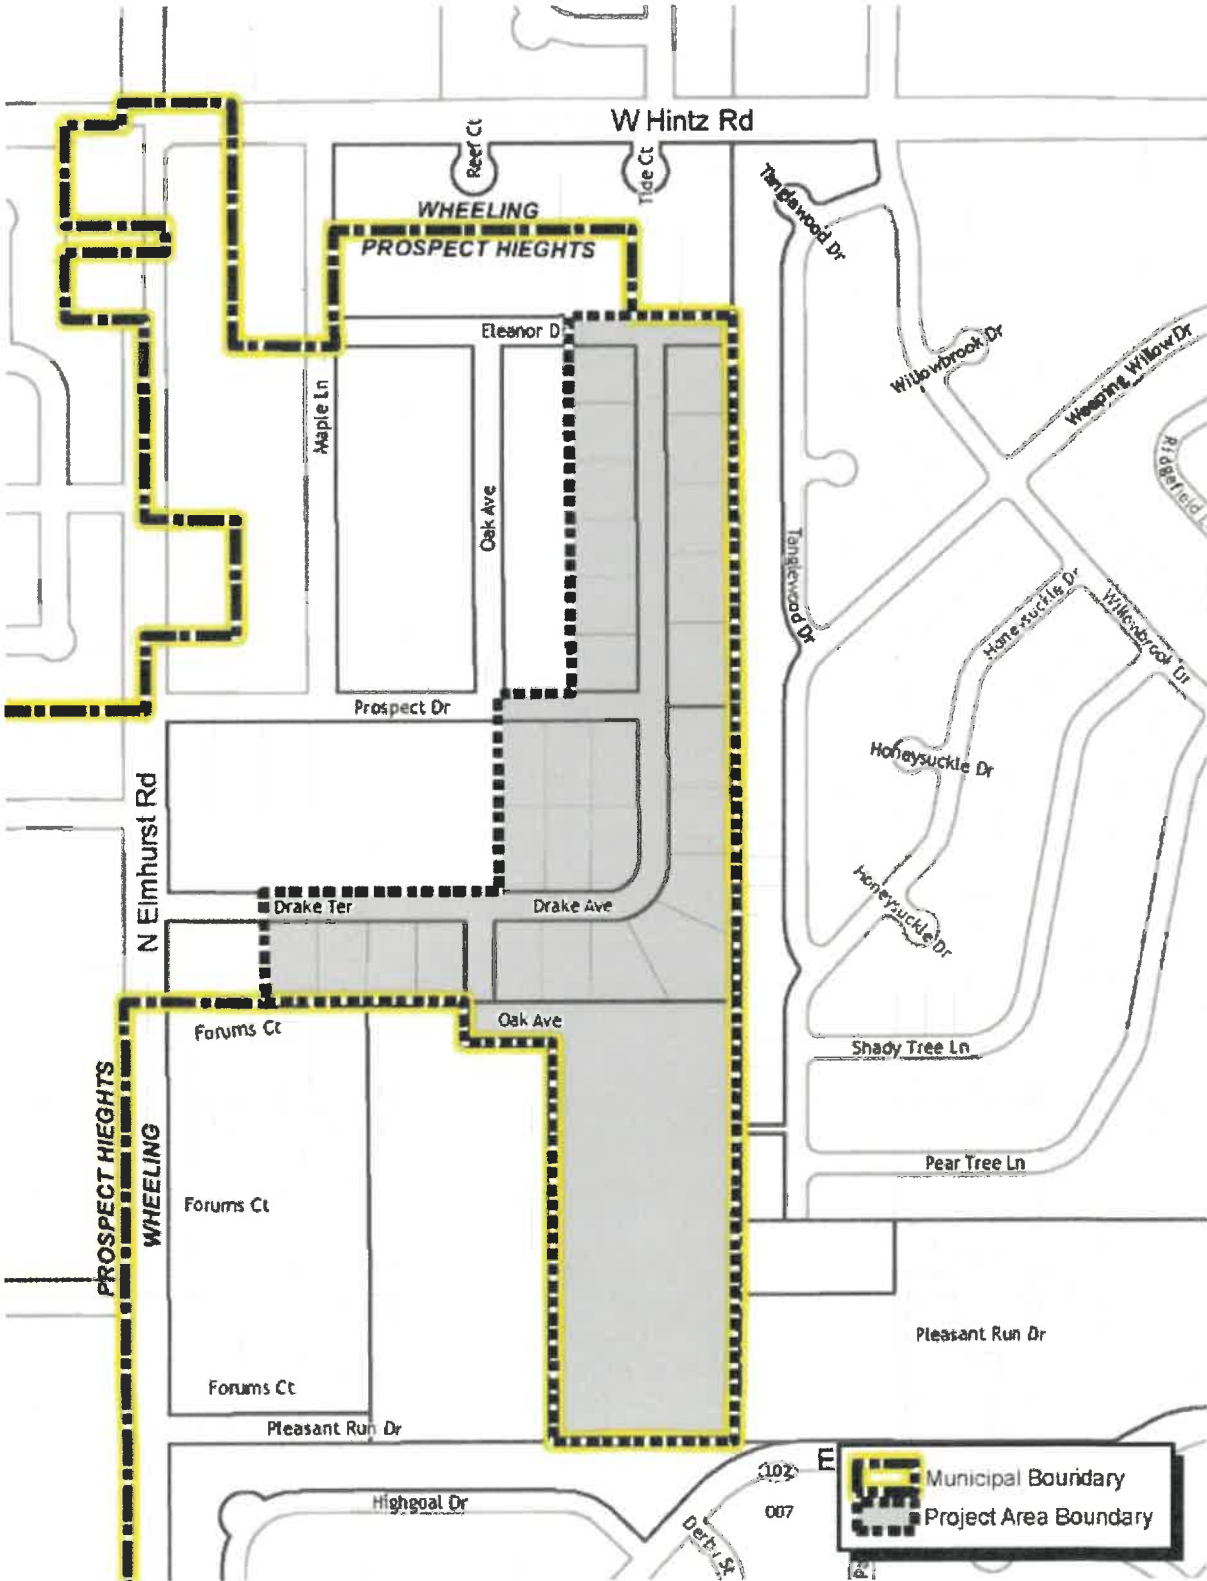 W Hintz Rd
Reef Ct
Tide Ct
Tanglewood Dr
WHEELING
PROSPECT HIEGHTS
Eleanor D
Willowbrook Dr
Weeping Willow Dr
Maple Ln
Ridgefield L
Oak Ave
Tanglewood Dr
Honeysuckle Dr
Willowbrook Dr
Prospect Dr
Honeysuckle Dr
N Elmhurst Rd
Drake Ter
Drake Ave
Honeysuckle Dr
Forums Ct
Oak Ave
Shady Tree Ln
PROSPECT HIEGHTS
WHEELING
Pear Tree Ln
Forums Ct
Pleasant Run Dr
Forums Ct
Pleasant Run Dr
E
102
007
Highgoal Dr
Derby St
Pa
Municipal Boundary
Project Area Boundary